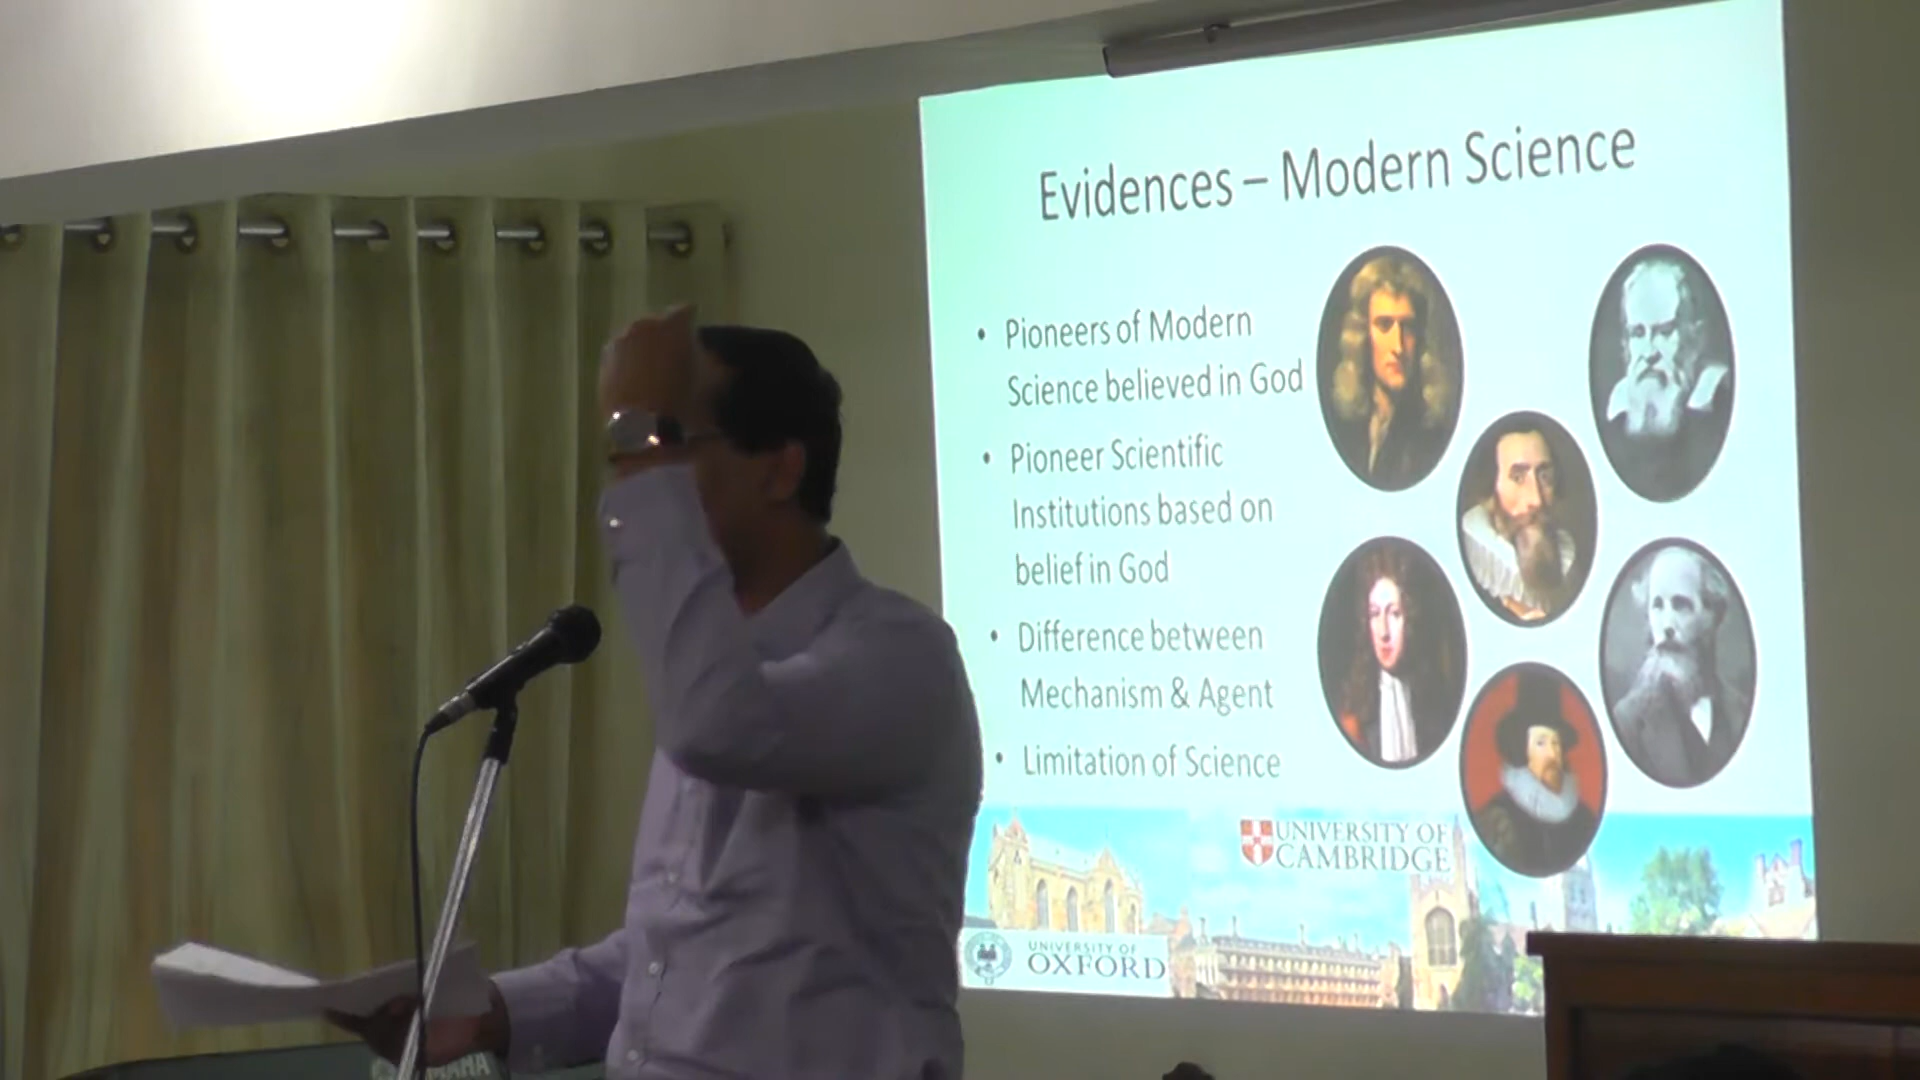 Evidences – Modern Science
• Pioneers of Modern
Science believed in God
• Pioneer Scientific
Institutions based on
belief in God
• Difference between
Mechanism & Agent
• Limitation of Science
UNIVERSITY OF
CAMBRIDGE
UNIVERSITY OF
OXFORD